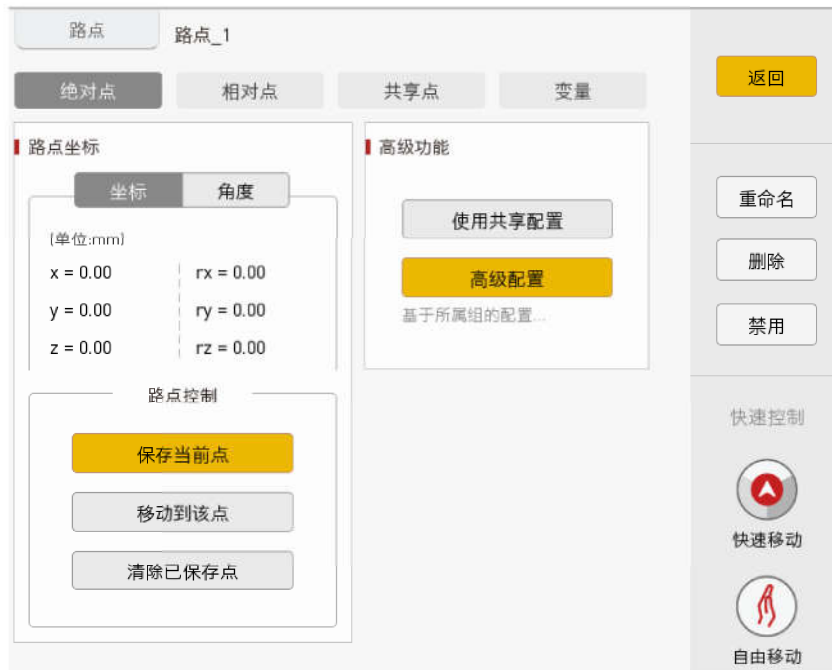 路点
路点_1
返回
绝对点
相对点
共享点
变量
路点坐标
高级功能
坐标
角度
(单位:mm)
x = 0.00
rx = 0.00
y = 0.00
ry = 0.00
z = 0.00
rz = 0.00
使用共享配置
高级配置
基于所属组的配置...
路点控制
保存当前点
移动到该点
清除已保存点
重命名
删除
禁用
快速控制
快速移动
自由移动